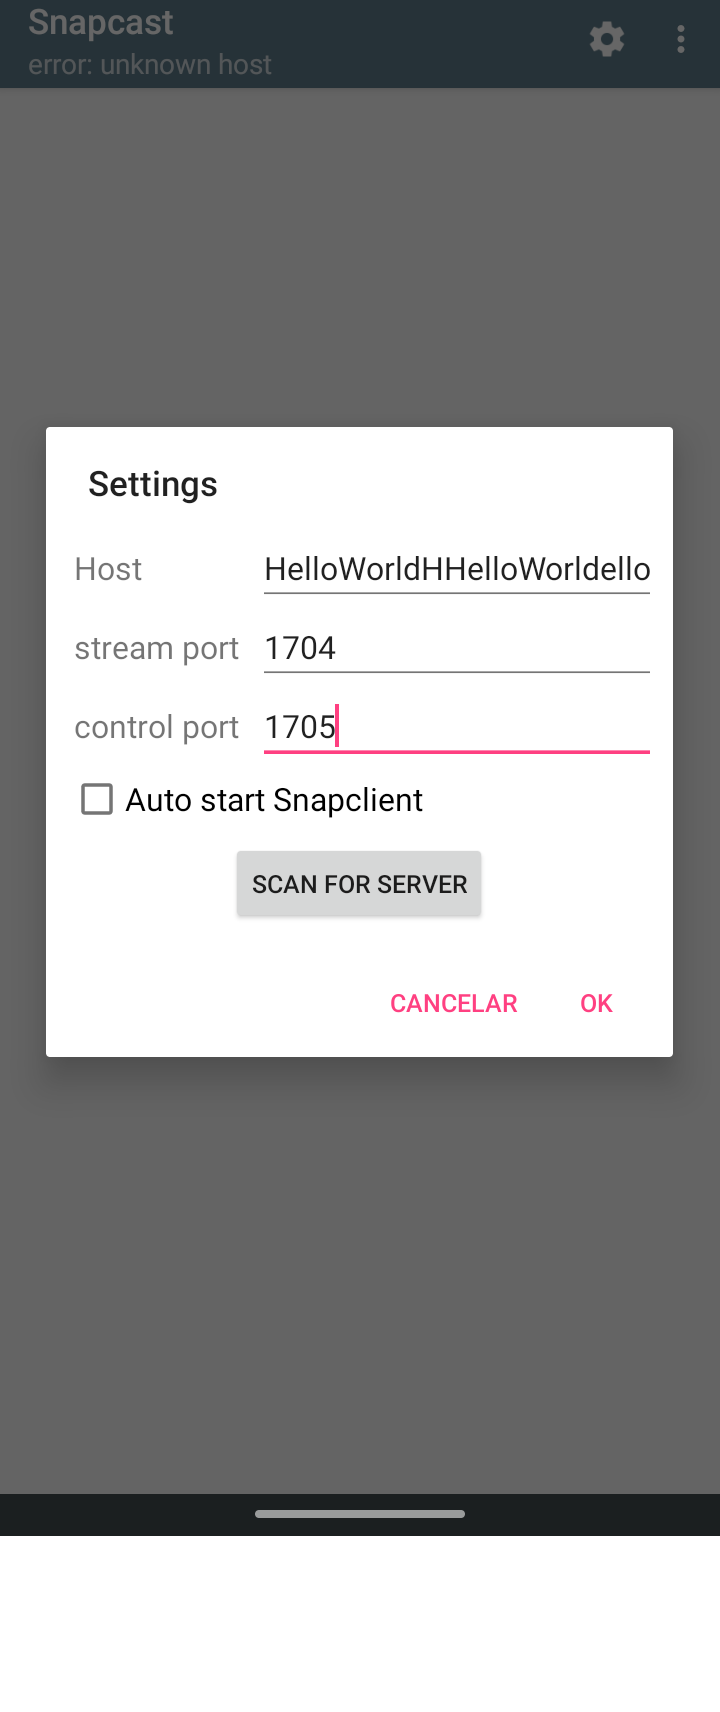 Snapcast
error: unknown host
Settings
Host HelloWorldHHelloWorldello
stream port 1704
control port 1705
Auto start Snapclient
SCAN FOR SERVER
CANCELAR OK